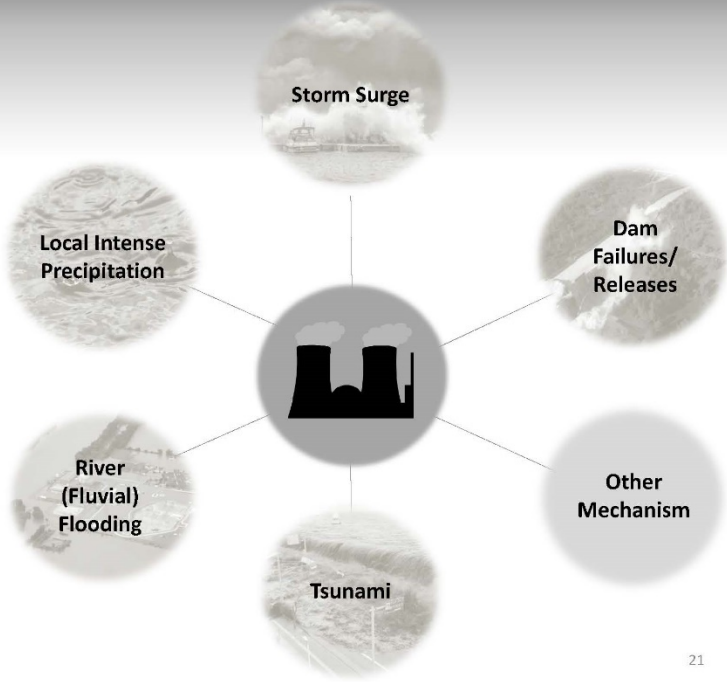 Storm Surge
Local Intense
Precipitation
Dam
Failures/
Releases
River
(Fluvial)
Flooding
Other
Mechanism
Tsunami
21